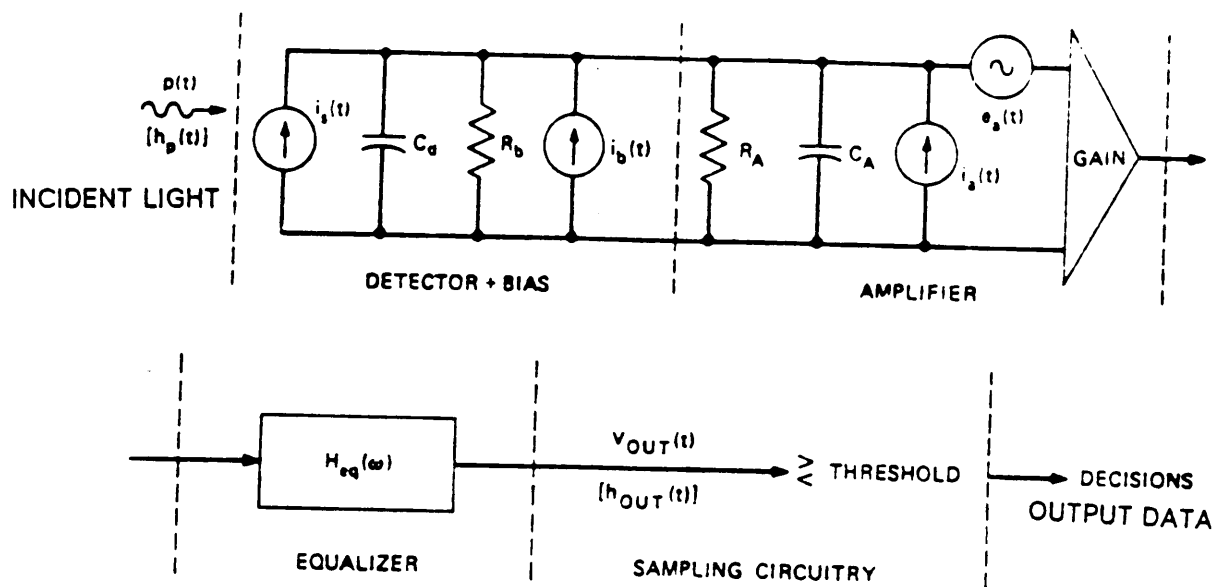 p(t)
[h_p(t)]
INCIDENT LIGHT
i_s(t)
C_d
R_b
i_b(t)
R_A
C_A
i_a(t)
e_a(t)
GAIN
DETECTOR + BIAS
AMPLIFIER
H_eq(ω)
V_OUT(t)
[h_OUT(t)]
> < THRESHOLD
DECISIONS
OUTPUT DATA
EQUALIZER
SAMPLING CIRCUITRY